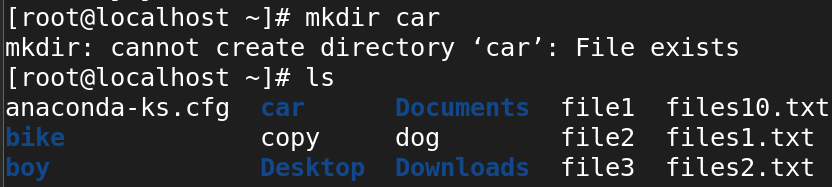 [root@localhost ~]# mkdir car
mkdir: cannot create directory ‘car’: File exists
[root@localhost ~]# ls
anaconda-ks.cfg  car       Documents  file1  files10.txt
bike             copy      dog        file2  files1.txt
boy              Desktop   Downloads  file3  files2.txt